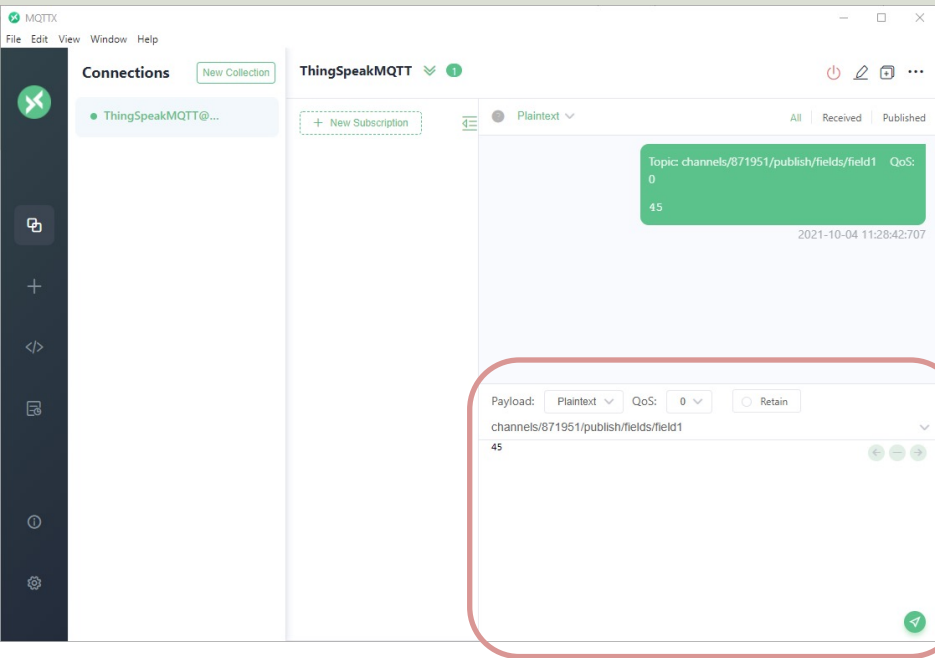 MQTTX
File Edit View Window Help
Connections
New Collection
ThingSpeakMQTT@...
ThingSpeakMQTT 1
+ New Subscription
Plaintext
All Received Published
Topic: channels/871951/publish/fields/field1 QoS:
0
45
2021-10-04 11:28:42:707
Payload: Plaintext QoS: 0 Retain
channels/871951/publish/fields/field1
45